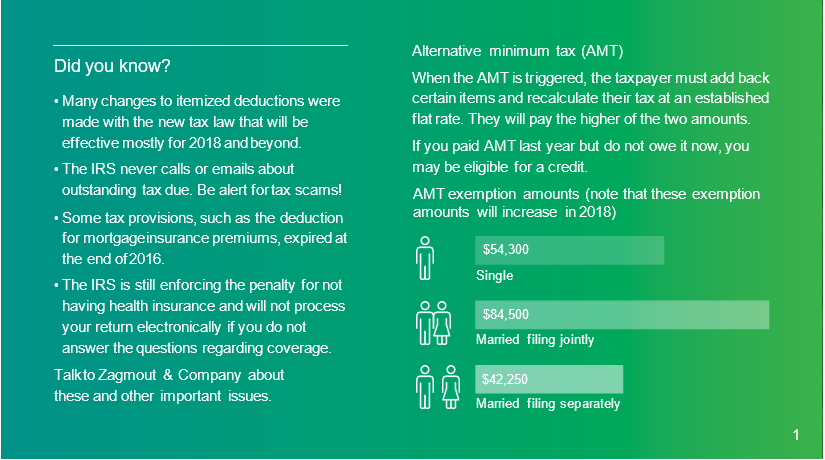 Did you know?
• Many changes to itemized deductions were
made with the new tax law that will be
effective mostly for 2018 and beyond.
• The IRS never calls or emails about
outstanding tax due. Be alert for tax scams!
• Some tax provisions, such as the deduction
for mortgage insurance premiums, expired at
the end of 2016.
• The IRS is still enforcing the penalty for not
having health insurance and will not process
your return electronically if you do not
answer the questions regarding coverage.
Talk to Zagmout & Company about
these and other important issues.
Alternative minimum tax (AMT)
When the AMT is triggered, the taxpayer must add back
certain items and recalculate their tax at an established
flat rate. They will pay the higher of the two amounts.
If you paid AMT last year but do not owe it now, you
may be eligible for a credit.
AMT exemption amounts (note that these exemption
amounts will increase in 2018)
$54,300
Single
$84,500
Married filing jointly
$42,250
Married filing separately
1